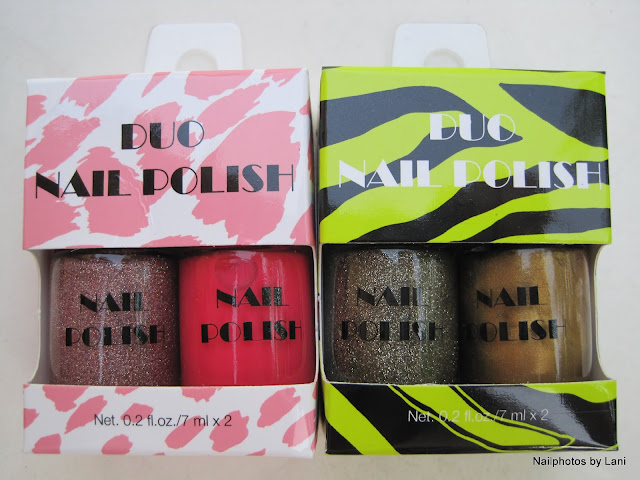 DUO
NAIL POLISH
NAIL
POLISH
NAIL
POLISH
Net. 0.2 fl.oz./7 ml x 2
DUO
NAIL POLISH
NAIL
POLISH
NAIL
POLISH
Net. 0.2 fl.oz./7 ml x 2
Nailphotos by Lani